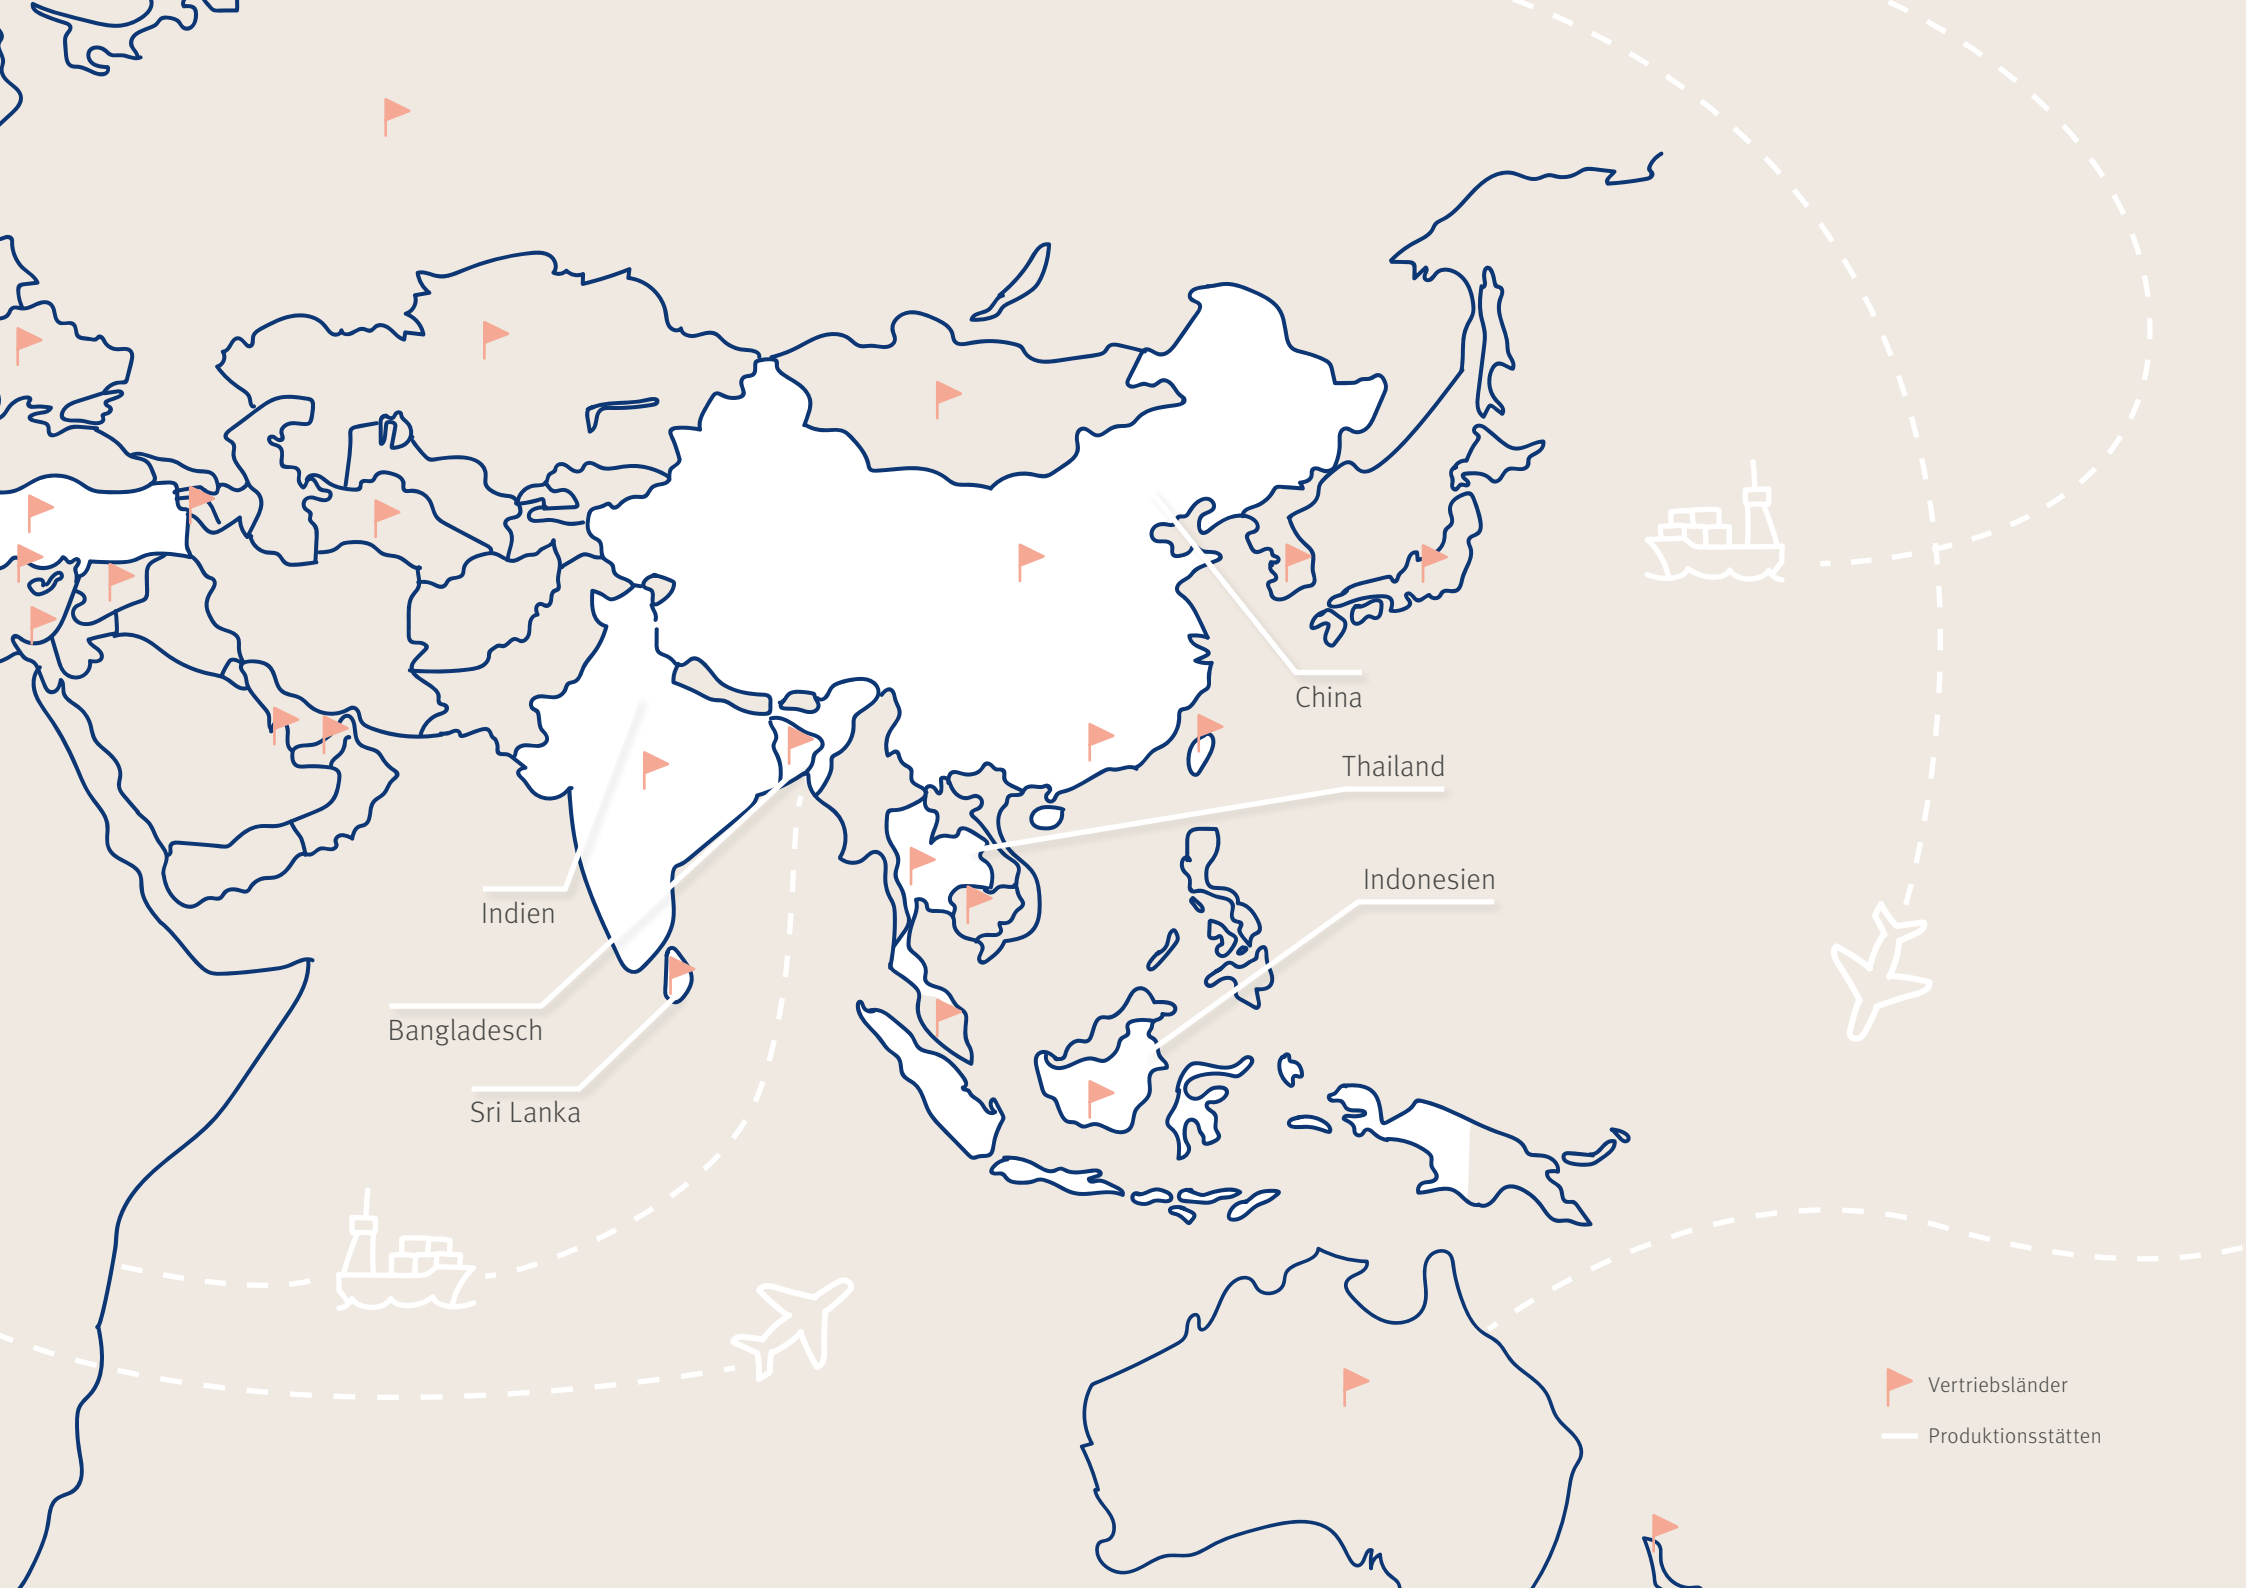 China
Thailand
Indonesien
Indien
Bangladesch
Sri Lanka
Vertriebsländer
Produktionsstätten